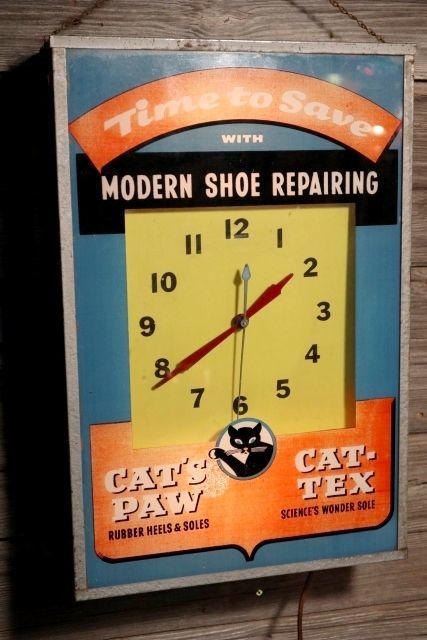 Time to Save
WITH
MODERN SHOE REPAIRING
12
11 1
10 2
9 3
8 4
7 5
6
CAT'S
PAW
RUBBER HEELS & SOLES
CAT-
TEX
SCIENCE'S WONDER SOLE